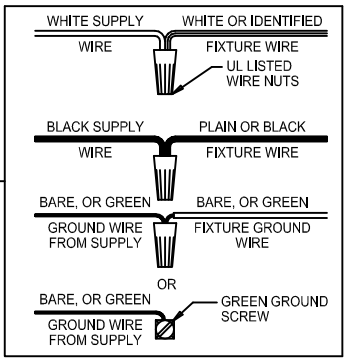 WHITE SUPPLY
WIRE
WHITE OR IDENTIFIED
FIXTURE WIRE
UL LISTED
WIRE NUTS
BLACK SUPPLY
WIRE
PLAIN OR BLACK
FIXTURE WIRE
BARE, OR GREEN
GROUND WIRE
FROM SUPPLY
BARE, OR GREEN
FIXTURE GROUND
WIRE
OR
BARE, OR GREEN
GROUND WIRE
FROM SUPPLY
GREEN GROUND
SCREW